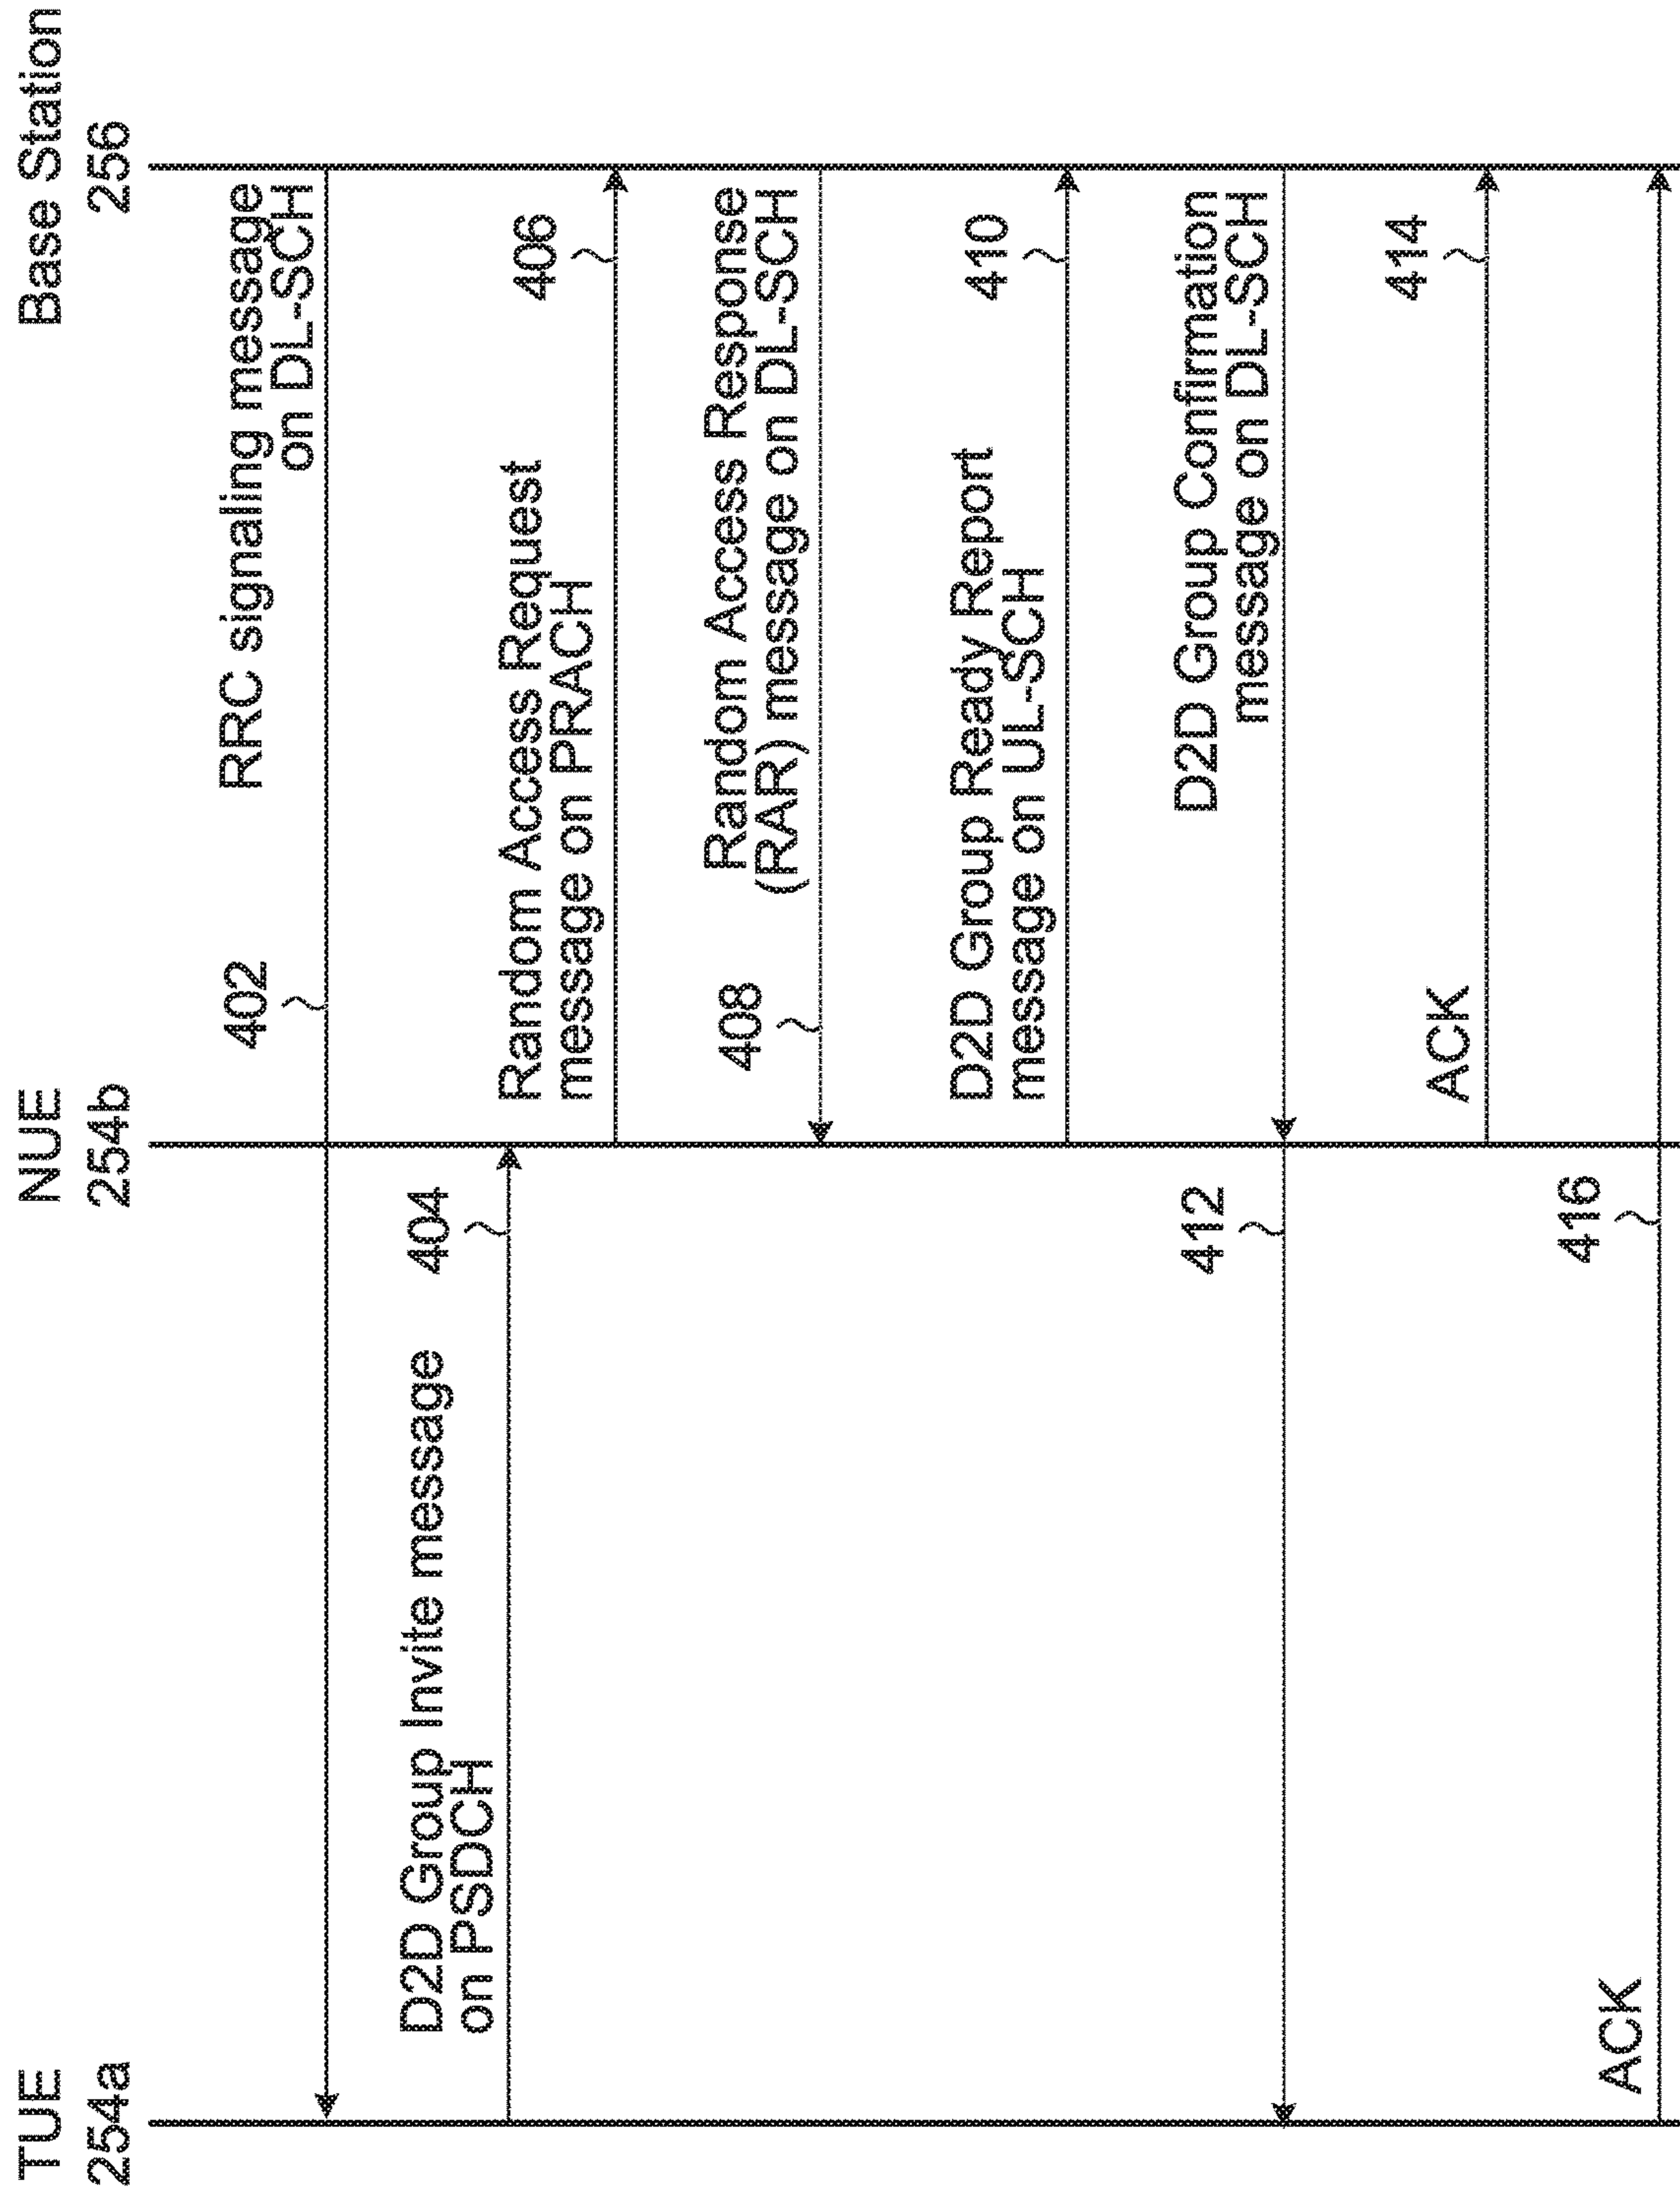 TUE
254a
NUE
254b
Base Station
256
402
RRC signaling message
on DL-SCH
D2D Group Invite message
on PSDCH
404
Random Access Request
message on PRACH
406
408
Random Access Response
(RAR) message on DL-SCH
D2D Group Ready Report
message on UL-SCH
410
412
D2D Group Confirmation
message on DL-SCH
ACK
414
ACK
416